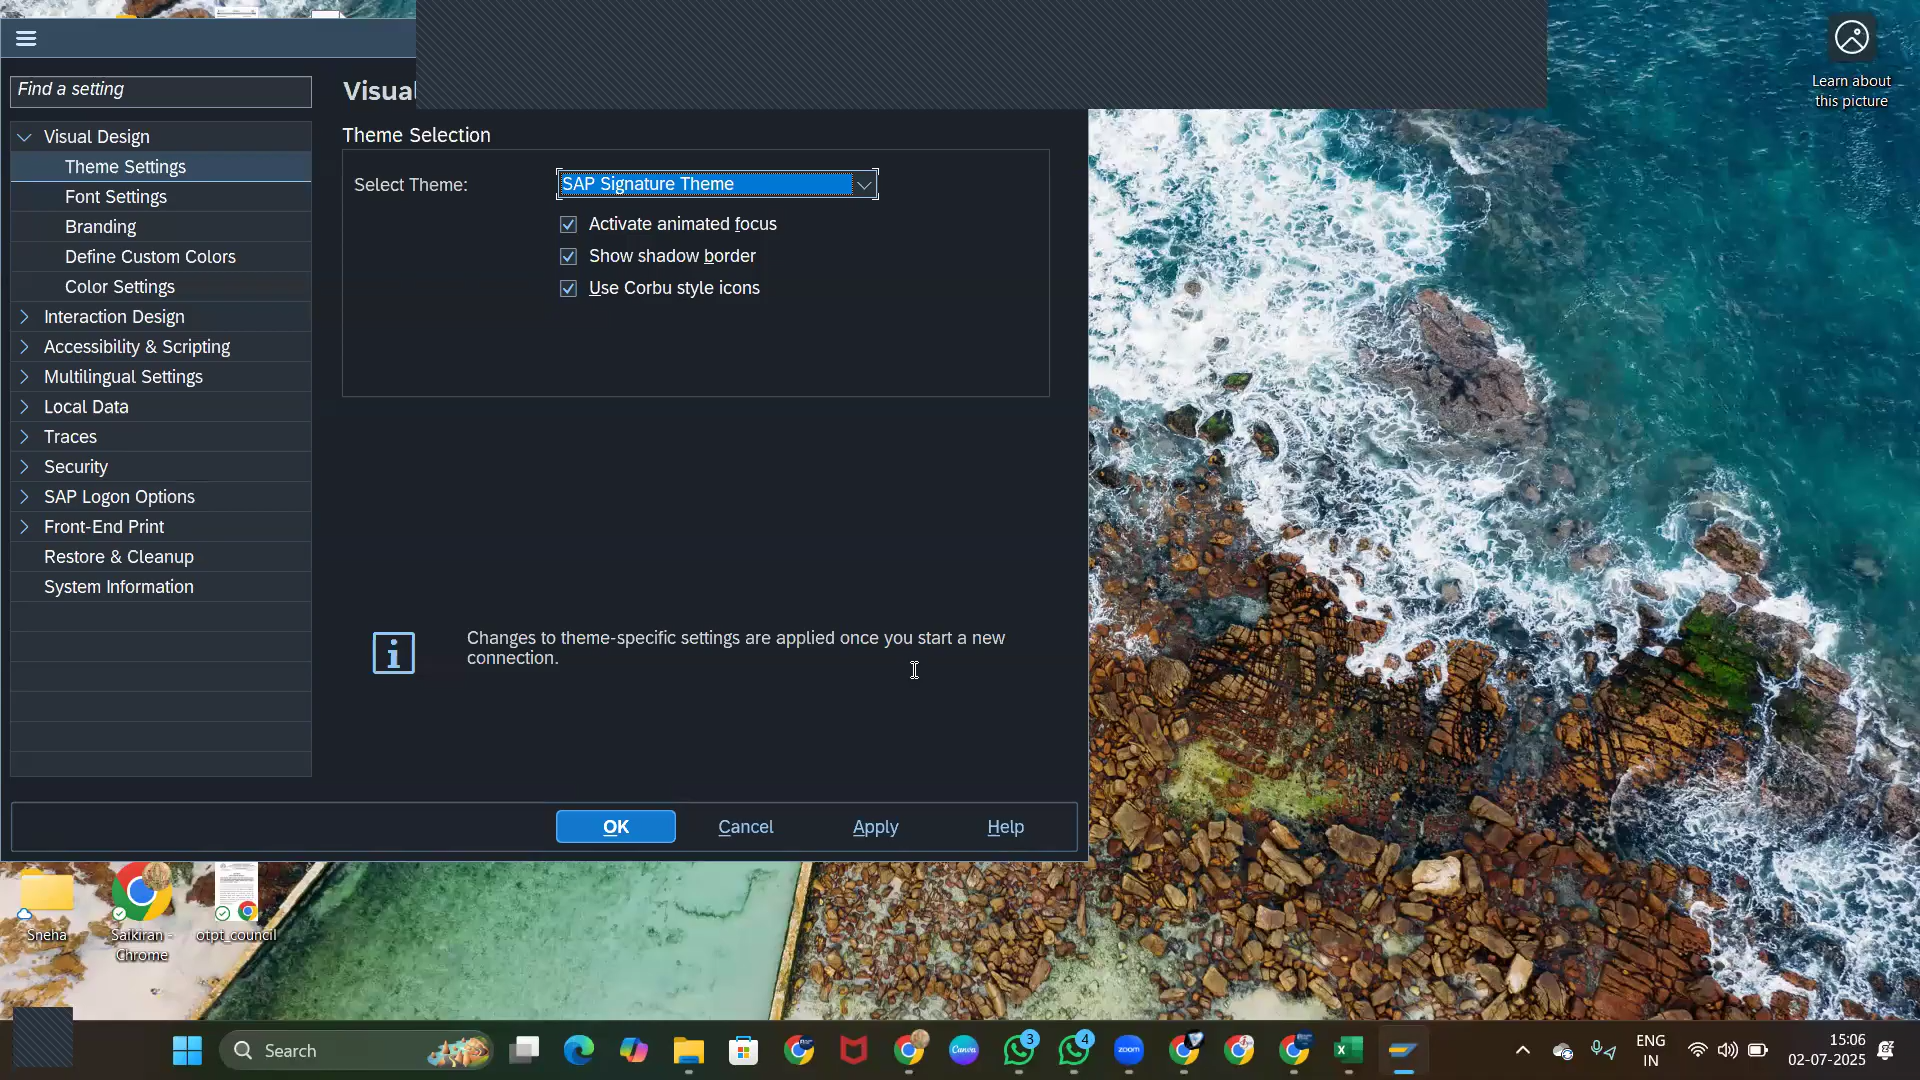 Find a setting
Visual
Visual Design
Theme Settings
Font Settings
Branding
Define Custom Colors
Color Settings
Interaction Design
Accessibility & Scripting
Multilingual Settings
Local Data
Traces
Security
SAP Logon Options
Front-End Print
Restore & Cleanup
System Information
Theme Selection
Select Theme:
SAP Signature Theme
Activate animated focus
Show shadow border
Use Corbu style icons
Changes to theme-specific settings are applied once you start a new
connection.
OK
Cancel
Apply
Help
Learn about
this picture
Sneha
Saikiran -
Chrome
otpt_council
Search
Canva
3
4
zoom
ENG
IN
15:06
02-07-2025